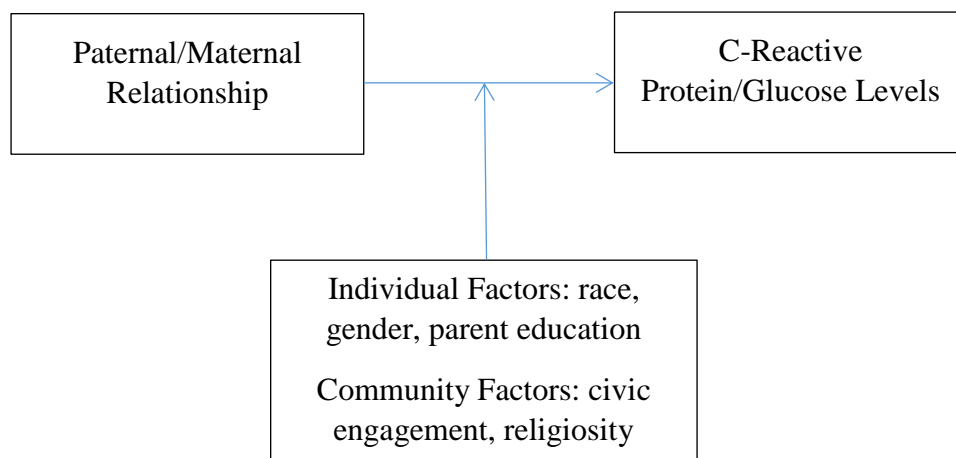 Paternal/Maternal
Relationship
C-Reactive
Protein/Glucose Levels
Individual Factors: race,
gender, parent education
Community Factors: civic
engagement, religiosity